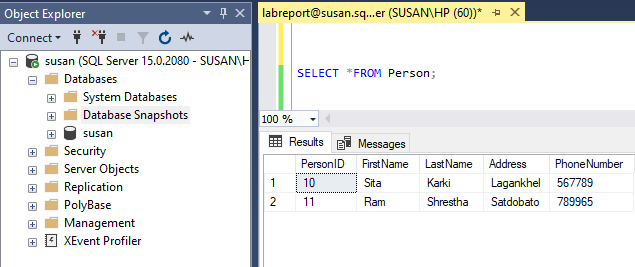 Object Explorer
Connect
susan (SQL Server 15.0.2080 - SUSAN\H
Databases
System Databases
Database Snapshots
susan
Security
Server Objects
Replication
PolyBase
Management
XEvent Profiler
labreport@susan.sq...er (SUSAN\HP (60))*
SELECT *FROM Person;
100 %
Results Messages
PersonID FirstName LastName Address PhoneNumber
1 10 Sita Karki Lagankhel 567789
2 11 Ram Shrestha Satdobato 789965